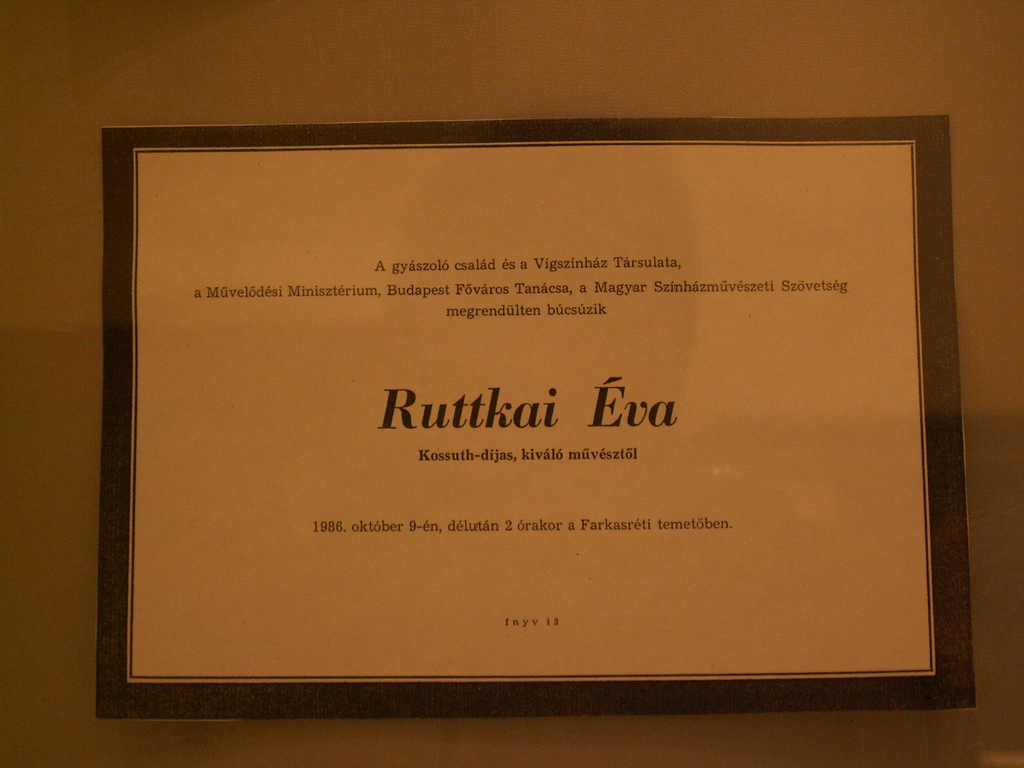 A gyászoló család és a Vígszínház Társulata,
a Művelődési Minisztérium, Budapest Főváros Tanácsa, a Magyar Színházművészeti Szövetség
megrendülten búcsúzik
Ruttkai Éva
Kossuth-díjas, kiváló művésztől
1986. október 9-én, délután 2 órakor a Farkasréti temetőben.
fnyv 13